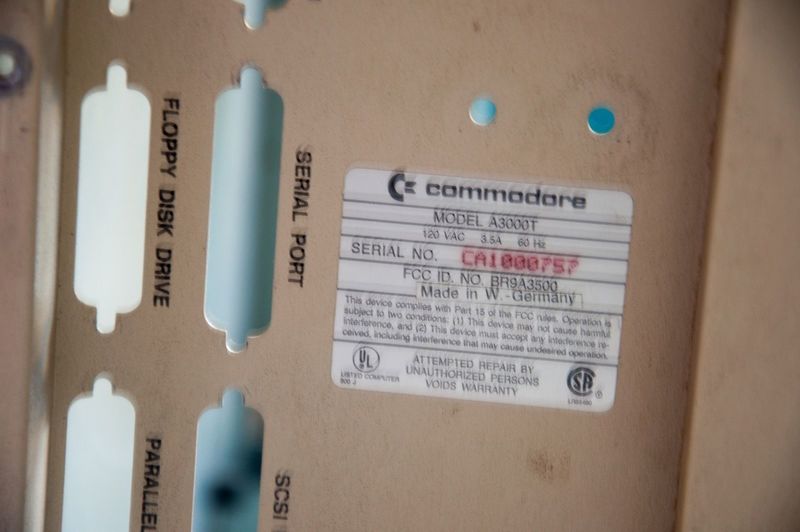 FLOPPY DISK DRIVE
SERIAL PORT
PARALLEL
SCSI
commodore
MODEL A3000T
120 VAC 3.5A 60 Hz
SERIAL NO. CA1000757
FCC ID. NO. BR9A3500
Made in W.-Germany
This device complies with Part 15 of the FCC rules. Operation is
subject to two conditions: (1) This device may not cause harmful
interference, and (2) This device must accept any interference re-
ceived, including interference that may cause undesired operation.
UL
LISTED COMPUTER
ATTEMPTED REPAIR BY
UNAUTHORIZED PERSONS
VOIDS WARRANTY